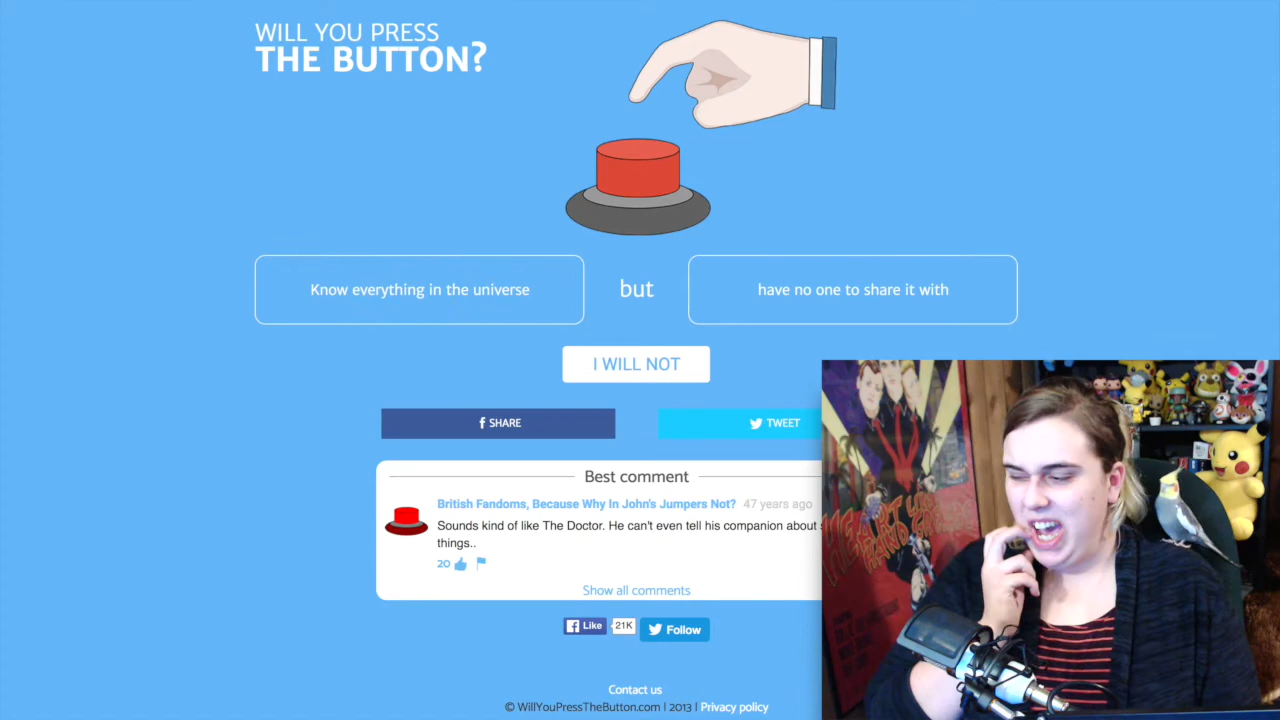 WILL YOU PRESS
THE BUTTON?
Know everything in the universe
but
have no one to share it with
I WILL NOT
SHARE
TWEET
Best comment
British Fandoms, Because Why In John's Jumpers Not? 47 years ago
Sounds kind of like The Doctor. He can't even tell his companion about
things..
20
Show all comments
Like 21K Follow
Contact us
© WillYouPressTheButton.com | 2013 | Privacy policy